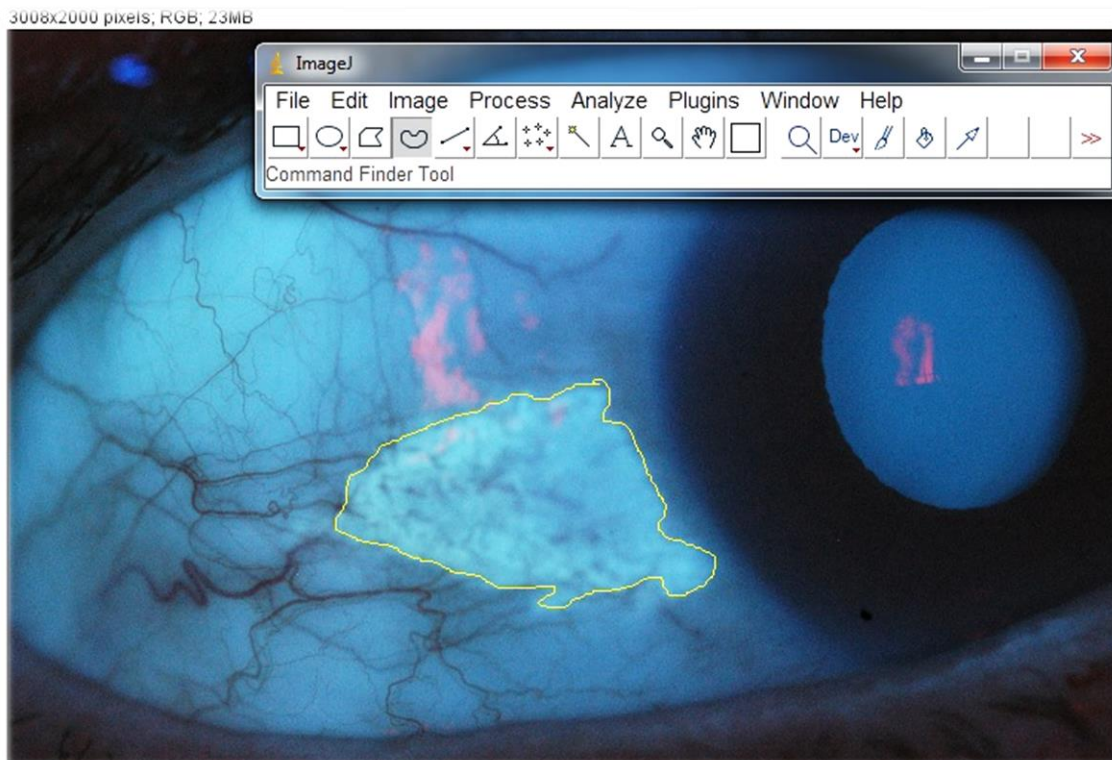 3008x2000 pixels; RGB; 23MB
ImageJ
File Edit Image Process Analyze Plugins Window Help
A Dev >>
Command Finder Tool